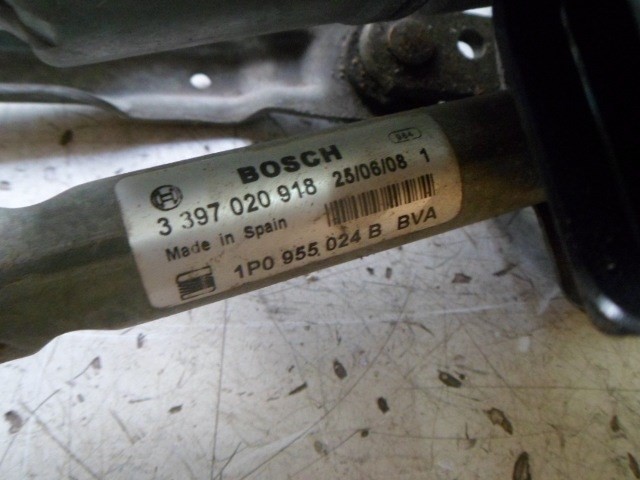 BOSCH
3 397 020 918 25/06/08 1
Made in Spain
1P0 955 024 B BVA